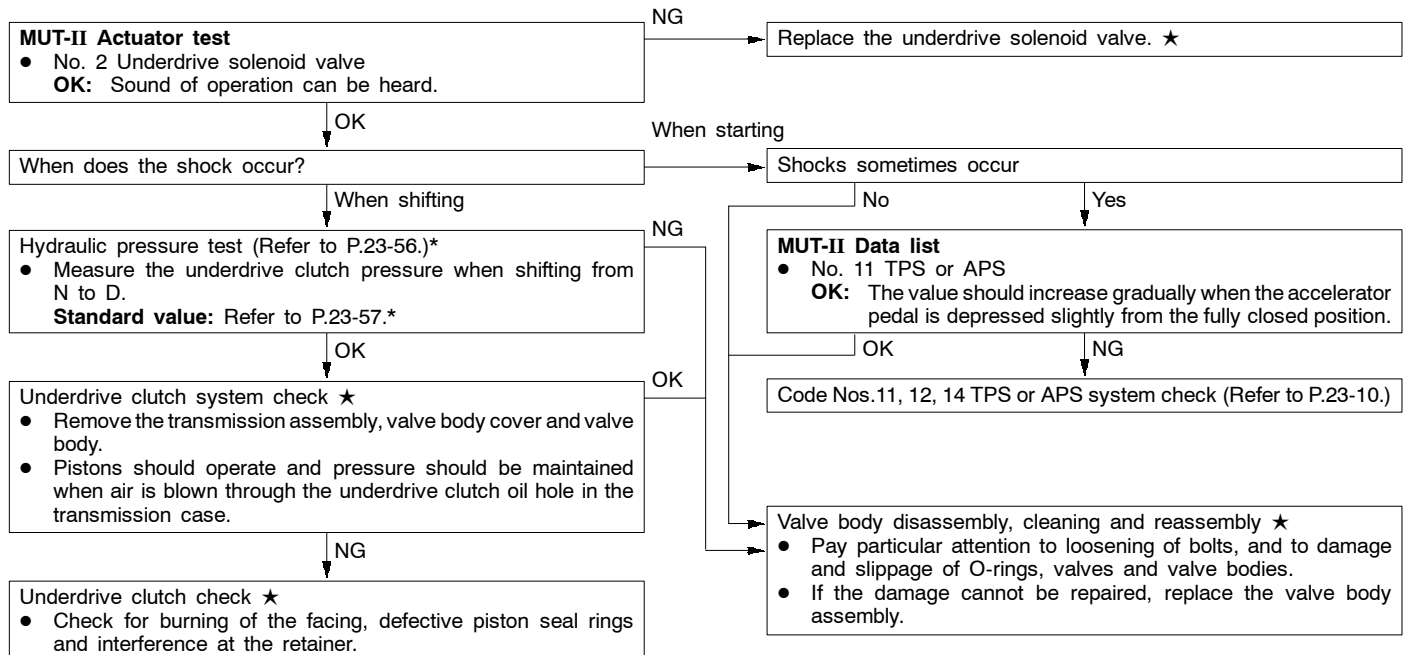 NG
MUT-II Actuator test
● No. 2 Underdrive solenoid valve
OK: Sound of operation can be heard.
Replace the underdrive solenoid valve. ★
OK
When starting
When does the shock occur?
Shocks sometimes occur
When shifting
No
Yes
NG
Hydraulic pressure test (Refer to P.23-56.)*
● Measure the underdrive clutch pressure when shifting from
N to D.
Standard value: Refer to P.23-57.*
MUT-II Data list
● No. 11 TPS or APS
OK: The value should increase gradually when the accelerator
pedal is depressed slightly from the fully closed position.
OK
OK
NG
OK
Underdrive clutch system check ★
● Remove the transmission assembly, valve body cover and valve
body.
● Pistons should operate and pressure should be maintained
when air is blown through the underdrive clutch oil hole in the
transmission case.
Code Nos.11, 12, 14 TPS or APS system check (Refer to P.23-10.)
NG
Valve body disassembly, cleaning and reassembly ★
● Pay particular attention to loosening of bolts, and to damage
and slippage of O-rings, valves and valve bodies.
● If the damage cannot be repaired, replace the valve body
assembly.
Underdrive clutch check ★
● Check for burning of the facing, defective piston seal rings
and interference at the retainer.